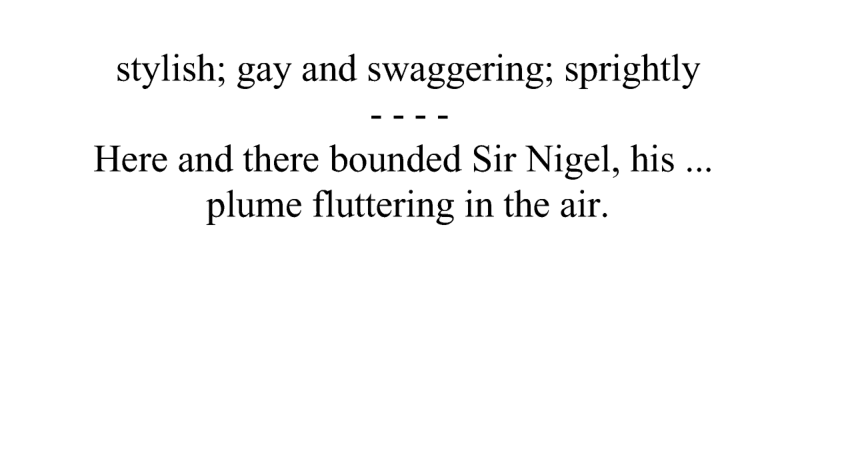 stylish; gay and swaggering; sprightly
- - - -
Here and there bounded Sir Nigel, his ...
plume fluttering in the air.